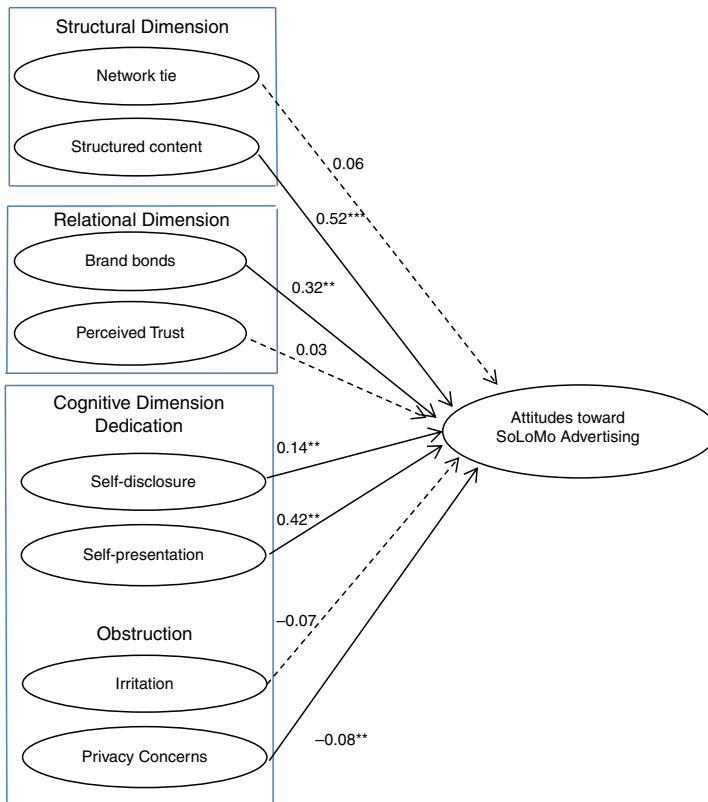 Structural Dimension
Network tie
Structured content
0.06
0.52***
Relational Dimension
Brand bonds
0.32**
Perceived Trust
0.03
Cognitive Dimension
Dedication
Attitudes toward
SoLoMo Advertising
0.14**
Self-disclosure
0.42**
Self-presentation
–0.07
Obstruction
Irritation
–0.08**
Privacy Concerns